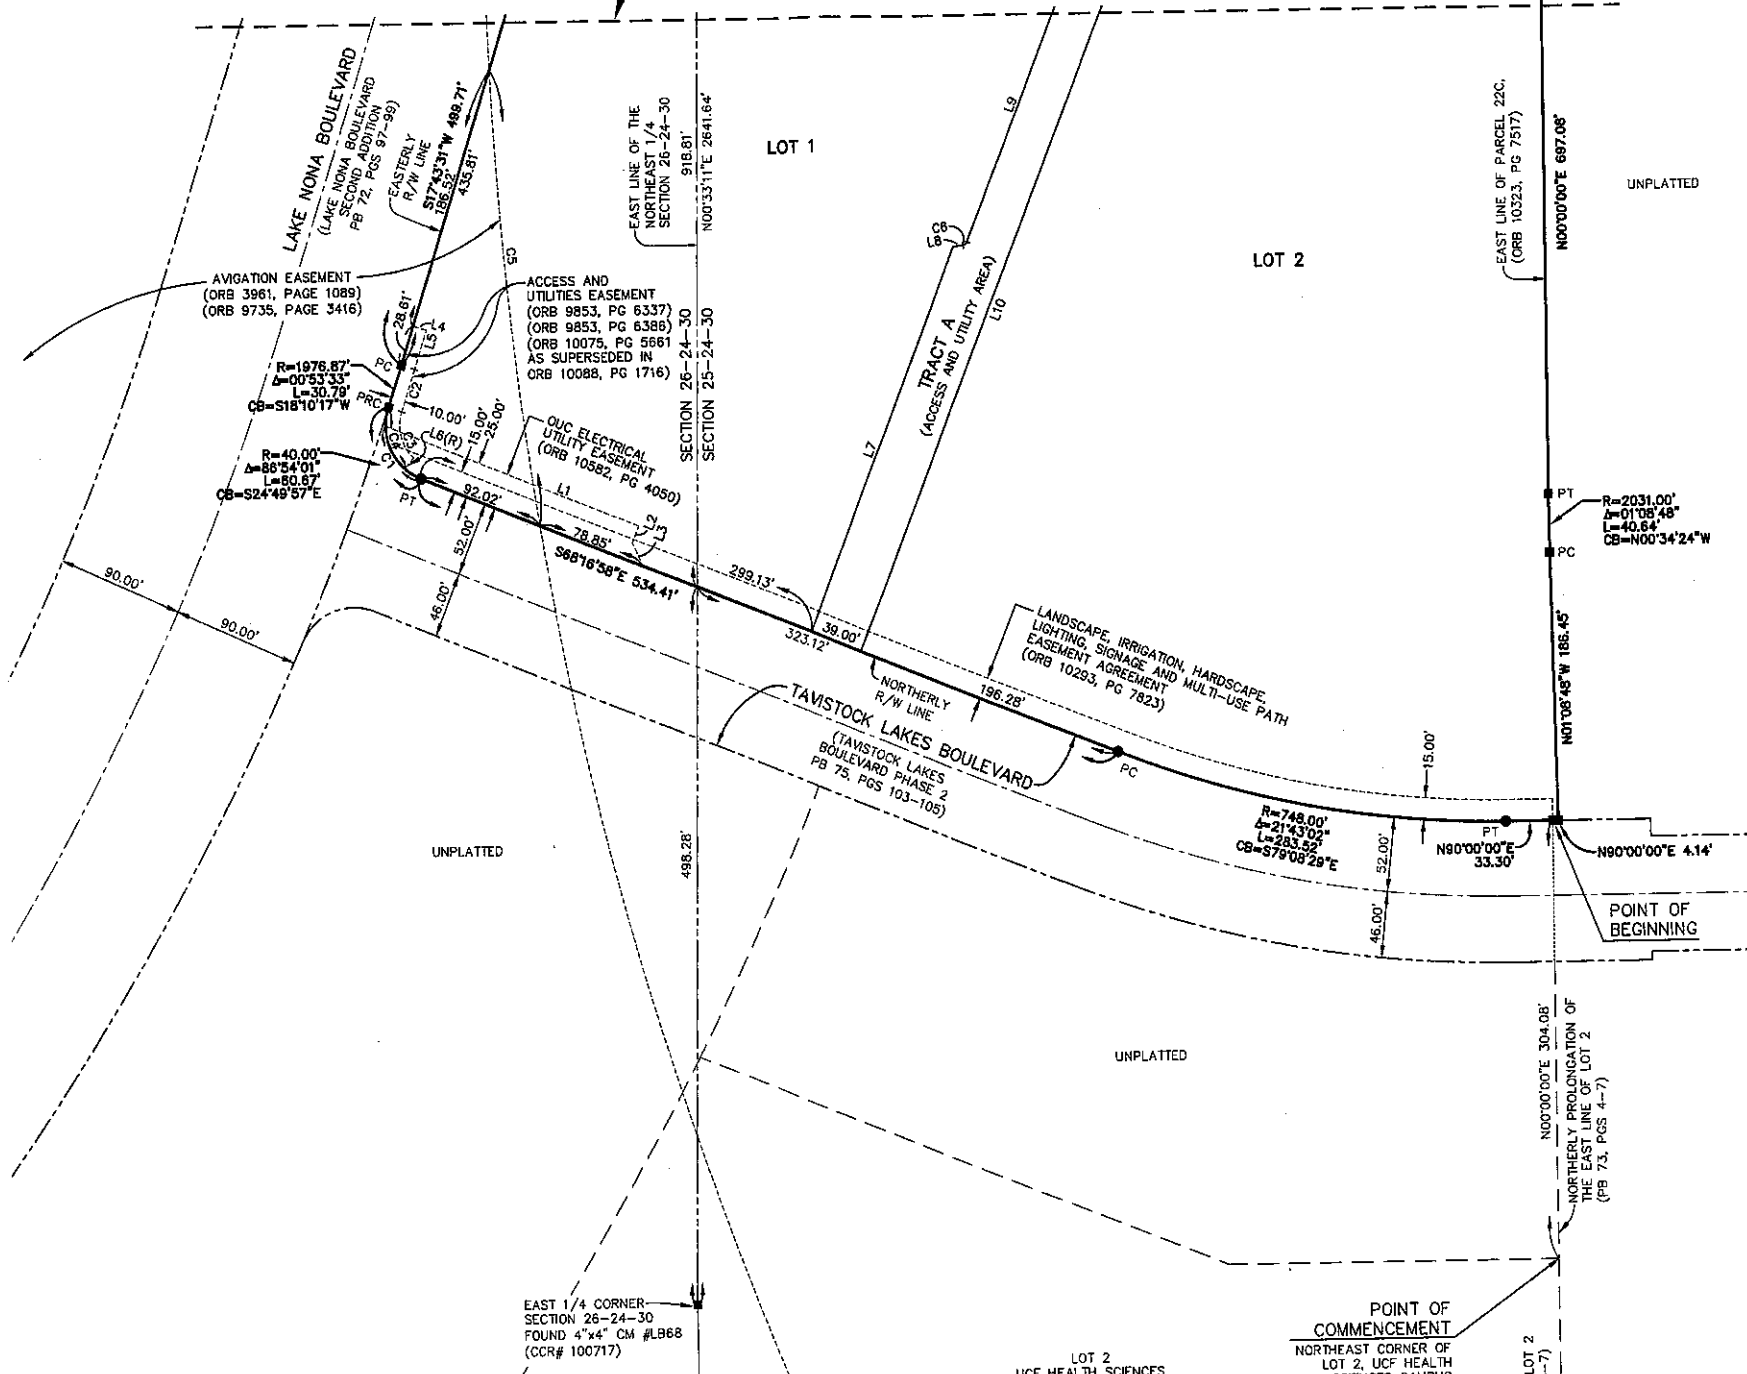 LAKE NONA BOULEVARD
(LAKE NONA BOULEVARD
SECOND ADDITION
PB 72, PGS 97-99)
EASTERLY
R/W LINE
S17°43'31"W 499.71'
186.52'
435.81'
C5
EAST LINE OF THE
NORTHEAST 1/4
SECTION 26-24-30
918.81'
N00°33'11"E 2641.64'
LOT 1
L9
C6
L8
L7
L10
TRACT A
(ACCESS AND UTILITY AREA)
LOT 2
EAST LINE OF PARCEL 22C,
(ORB 10323, PG 7517)
N00°00'00"E 697.08'
UNPLATTED
AVIGATION EASEMENT
(ORB 3961, PAGE 1089)
(ORB 9735, PAGE 3416)
ACCESS AND
UTILITIES EASEMENT
(ORB 9853, PG 6337)
(ORB 9853, PG 6386)
(ORB 10075, PG 5661
AS SUPERSEDED IN
ORB 10088, PG 1716)
28.61'
L4
L5
PC
R=1976.87'
Δ=00°53'33"
L=30.79'
CB=S18°10'17"W
PRC
C2
10.00'
L6(R)
15.00'
25.00'
C3
C4
C1
R=40.00'
Δ=86°54'01"
L=60.67'
CB=S24°49'57"E
PT
OUC ELECTRICAL
UTILITY EASEMENT
(ORB 10582, PG 4050)
SECTION 26-24-30
SECTION 25-24-30
L1
L2
L3
92.02'
78.85'
S68°16'58"E 534.41'
299.13'
52.00'
46.00'
90.00'
90.00'
39.00'
323.12'
NORTHERLY
R/W LINE
196.28'
LANDSCAPE, IRRIGATION, HARDSCAPE,
LIGHTING, SIGNAGE AND MULTI-USE PATH
EASEMENT AGREEMENT
(ORB 10293, PG 7823)
PT
R=2031.00'
Δ=01°08'48"
L=40.64'
CB=N00°34'24"W
PC
N01°08'48"W 186.45'
TAVISTOCK LAKES BOULEVARD
(TAVISTOCK LAKES
BOULEVARD PHASE 2
PB 75, PGS 103-105)
PC
15.00'
R=748.00'
Δ=21°43'02"
L=283.52'
CB=S79°08'29"E
52.00'
46.00'
PT
N90°00'00"E
33.30'
N90°00'00"E 4.14'
POINT OF
BEGINNING
UNPLATTED
498.28'
UNPLATTED
N00°00'00"E 304.08'
NORTHERLY PROLONGATION OF
THE EAST LINE OF LOT 2
(PB 73, PGS 4-7)
EAST 1/4 CORNER
SECTION 26-24-30
FOUND 4"x4" CM #LB68
(CCR# 100717)
LOT 2
UCF HEALTH SCIENCES
POINT OF
COMMENCEMENT
NORTHEAST CORNER OF
LOT 2, UCF HEALTH
LOT 2
-7)